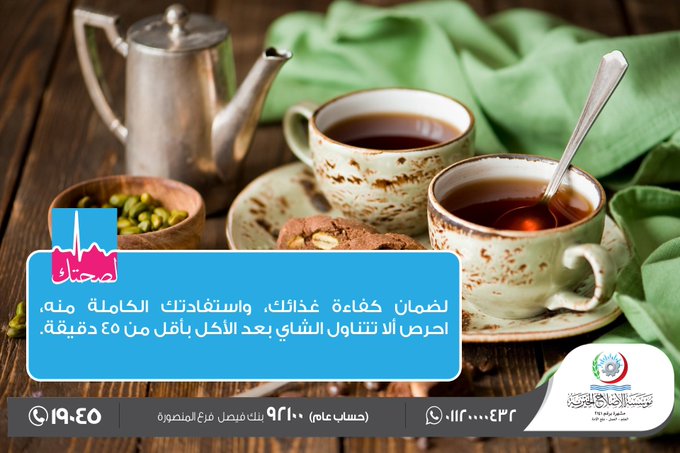 لصحتك
لضمان كفاءة غذائك، واستفادتك الكاملة منه،
احرص ألا تتناول الشاي بعد الأكل بأقل من ٤٥ دقيقة.
مؤسسة الإصلاح الخيرية
١٩٠٤٥
(حساب عام) ٩٢١٠٠ بنك فيصل فرع المنصورة
٠١١٢٠٠٠٠٤٣٢